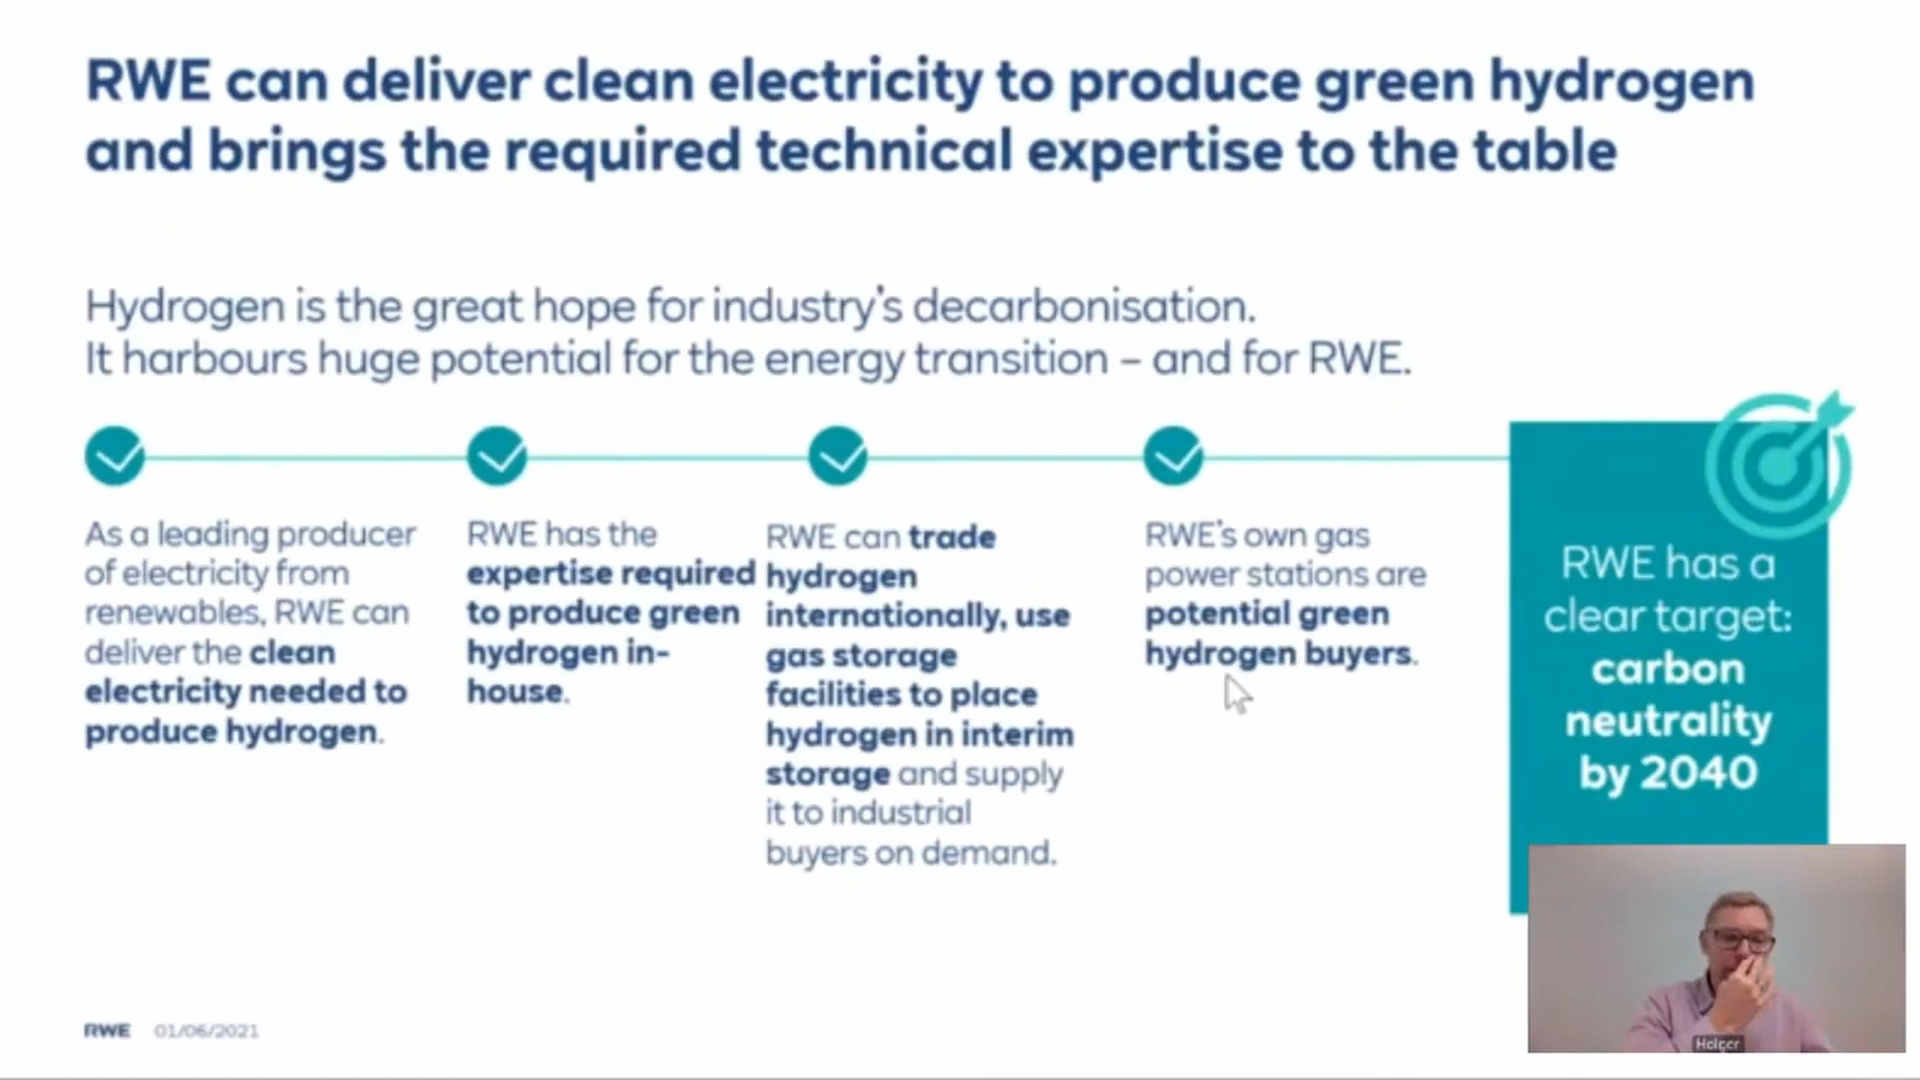 RWE can deliver clean electricity to produce green hydrogen
and brings the required technical expertise to the table
Hydrogen is the great hope for industry's decarbonisation.
It harbours huge potential for the energy transition – and for RWE.
As a leading producer
of electricity from
renewables, RWE can
deliver the clean
electricity needed to
produce hydrogen.
RWE has the
expertise required
to produce green
hydrogen in-
house.
RWE can trade
hydrogen
internationally, use
gas storage
facilities to place
hydrogen in interim
storage and supply
it to industrial
buyers on demand.
RWE's own gas
power stations are
potential green
hydrogen buyers.
RWE has a
clear target:
carbon
neutrality
by 2040
RWE 01/06/2021
Holger